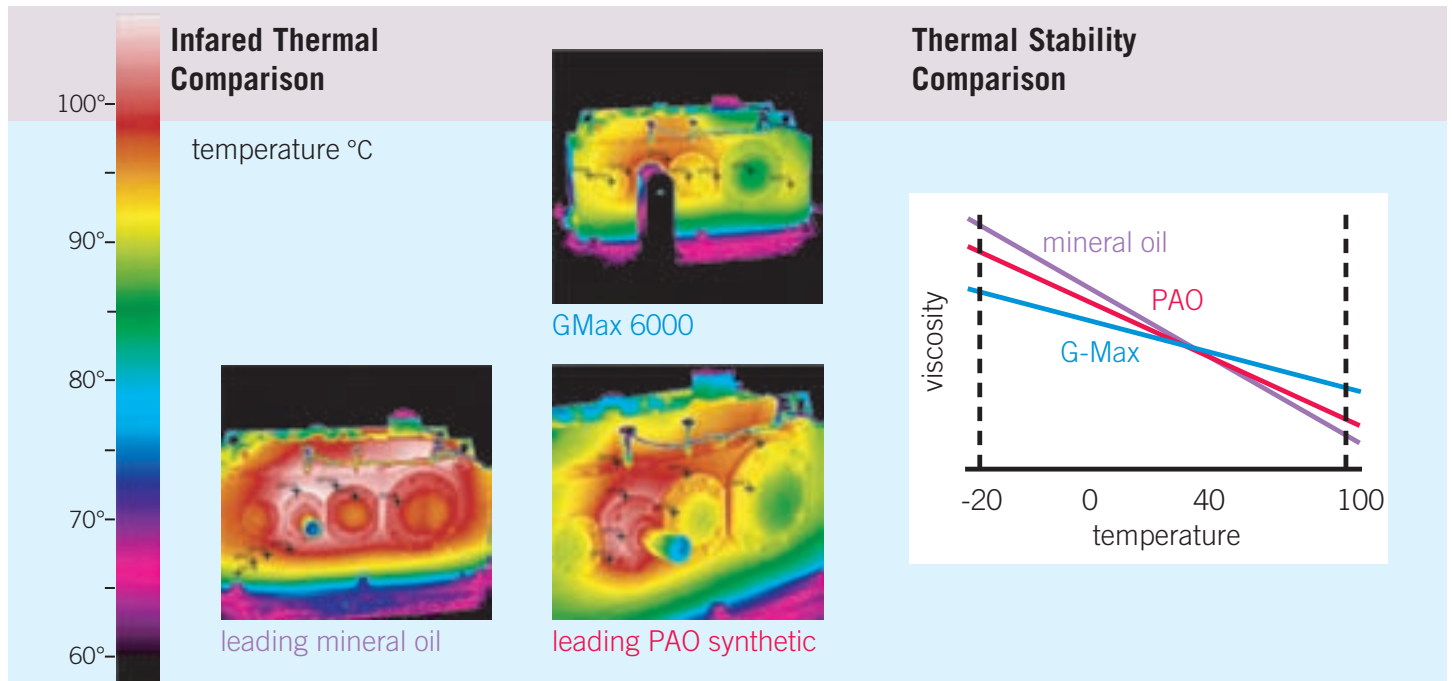 Infared Thermal
Comparison
temperature °C
100°
90°
80°
70°
60°
GMax 6000
leading mineral oil
leading PAO synthetic
Thermal Stability
Comparison
mineral oil
PAO
G-Max
viscosity
-20 0 40 100
temperature